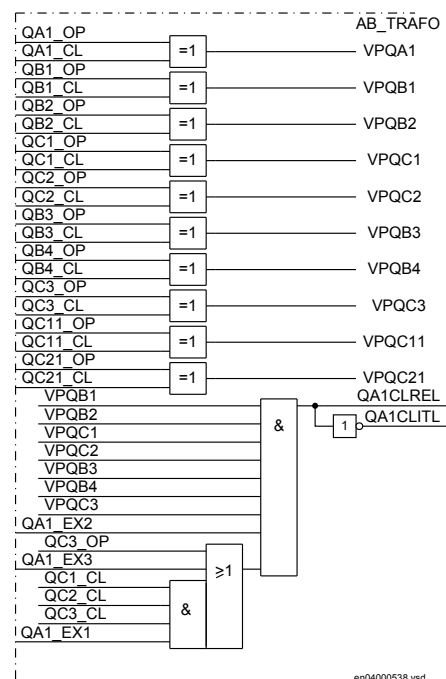 AB_TRAFO
QA1_OP
QA1_CL
=1
VPQA1
QB1_OP
QB1_CL
=1
VPQB1
QB2_OP
QB2_CL
=1
VPQB2
QC1_OP
QC1_CL
=1
VPQC1
QC2_OP
QC2_CL
=1
VPQC2
QB3_OP
QB3_CL
=1
VPQB3
QB4_OP
QB4_CL
=1
VPQB4
QC3_OP
QC3_CL
=1
VPQC3
QC11_OP
QC11_CL
=1
VPQC11
QC21_OP
QC21_CL
=1
VPQC21
VPQB1
VPQB2
VPQC1
VPQC2
VPQB3
VPQB4
VPQC3
QA1_EX2
&
QA1CLREL
1
QA1CLITL
QC3_OP
QA1_EX3
≥1
QC1_CL
QC2_CL
QC3_CL
QA1_EX1
&
en04000538.vsd